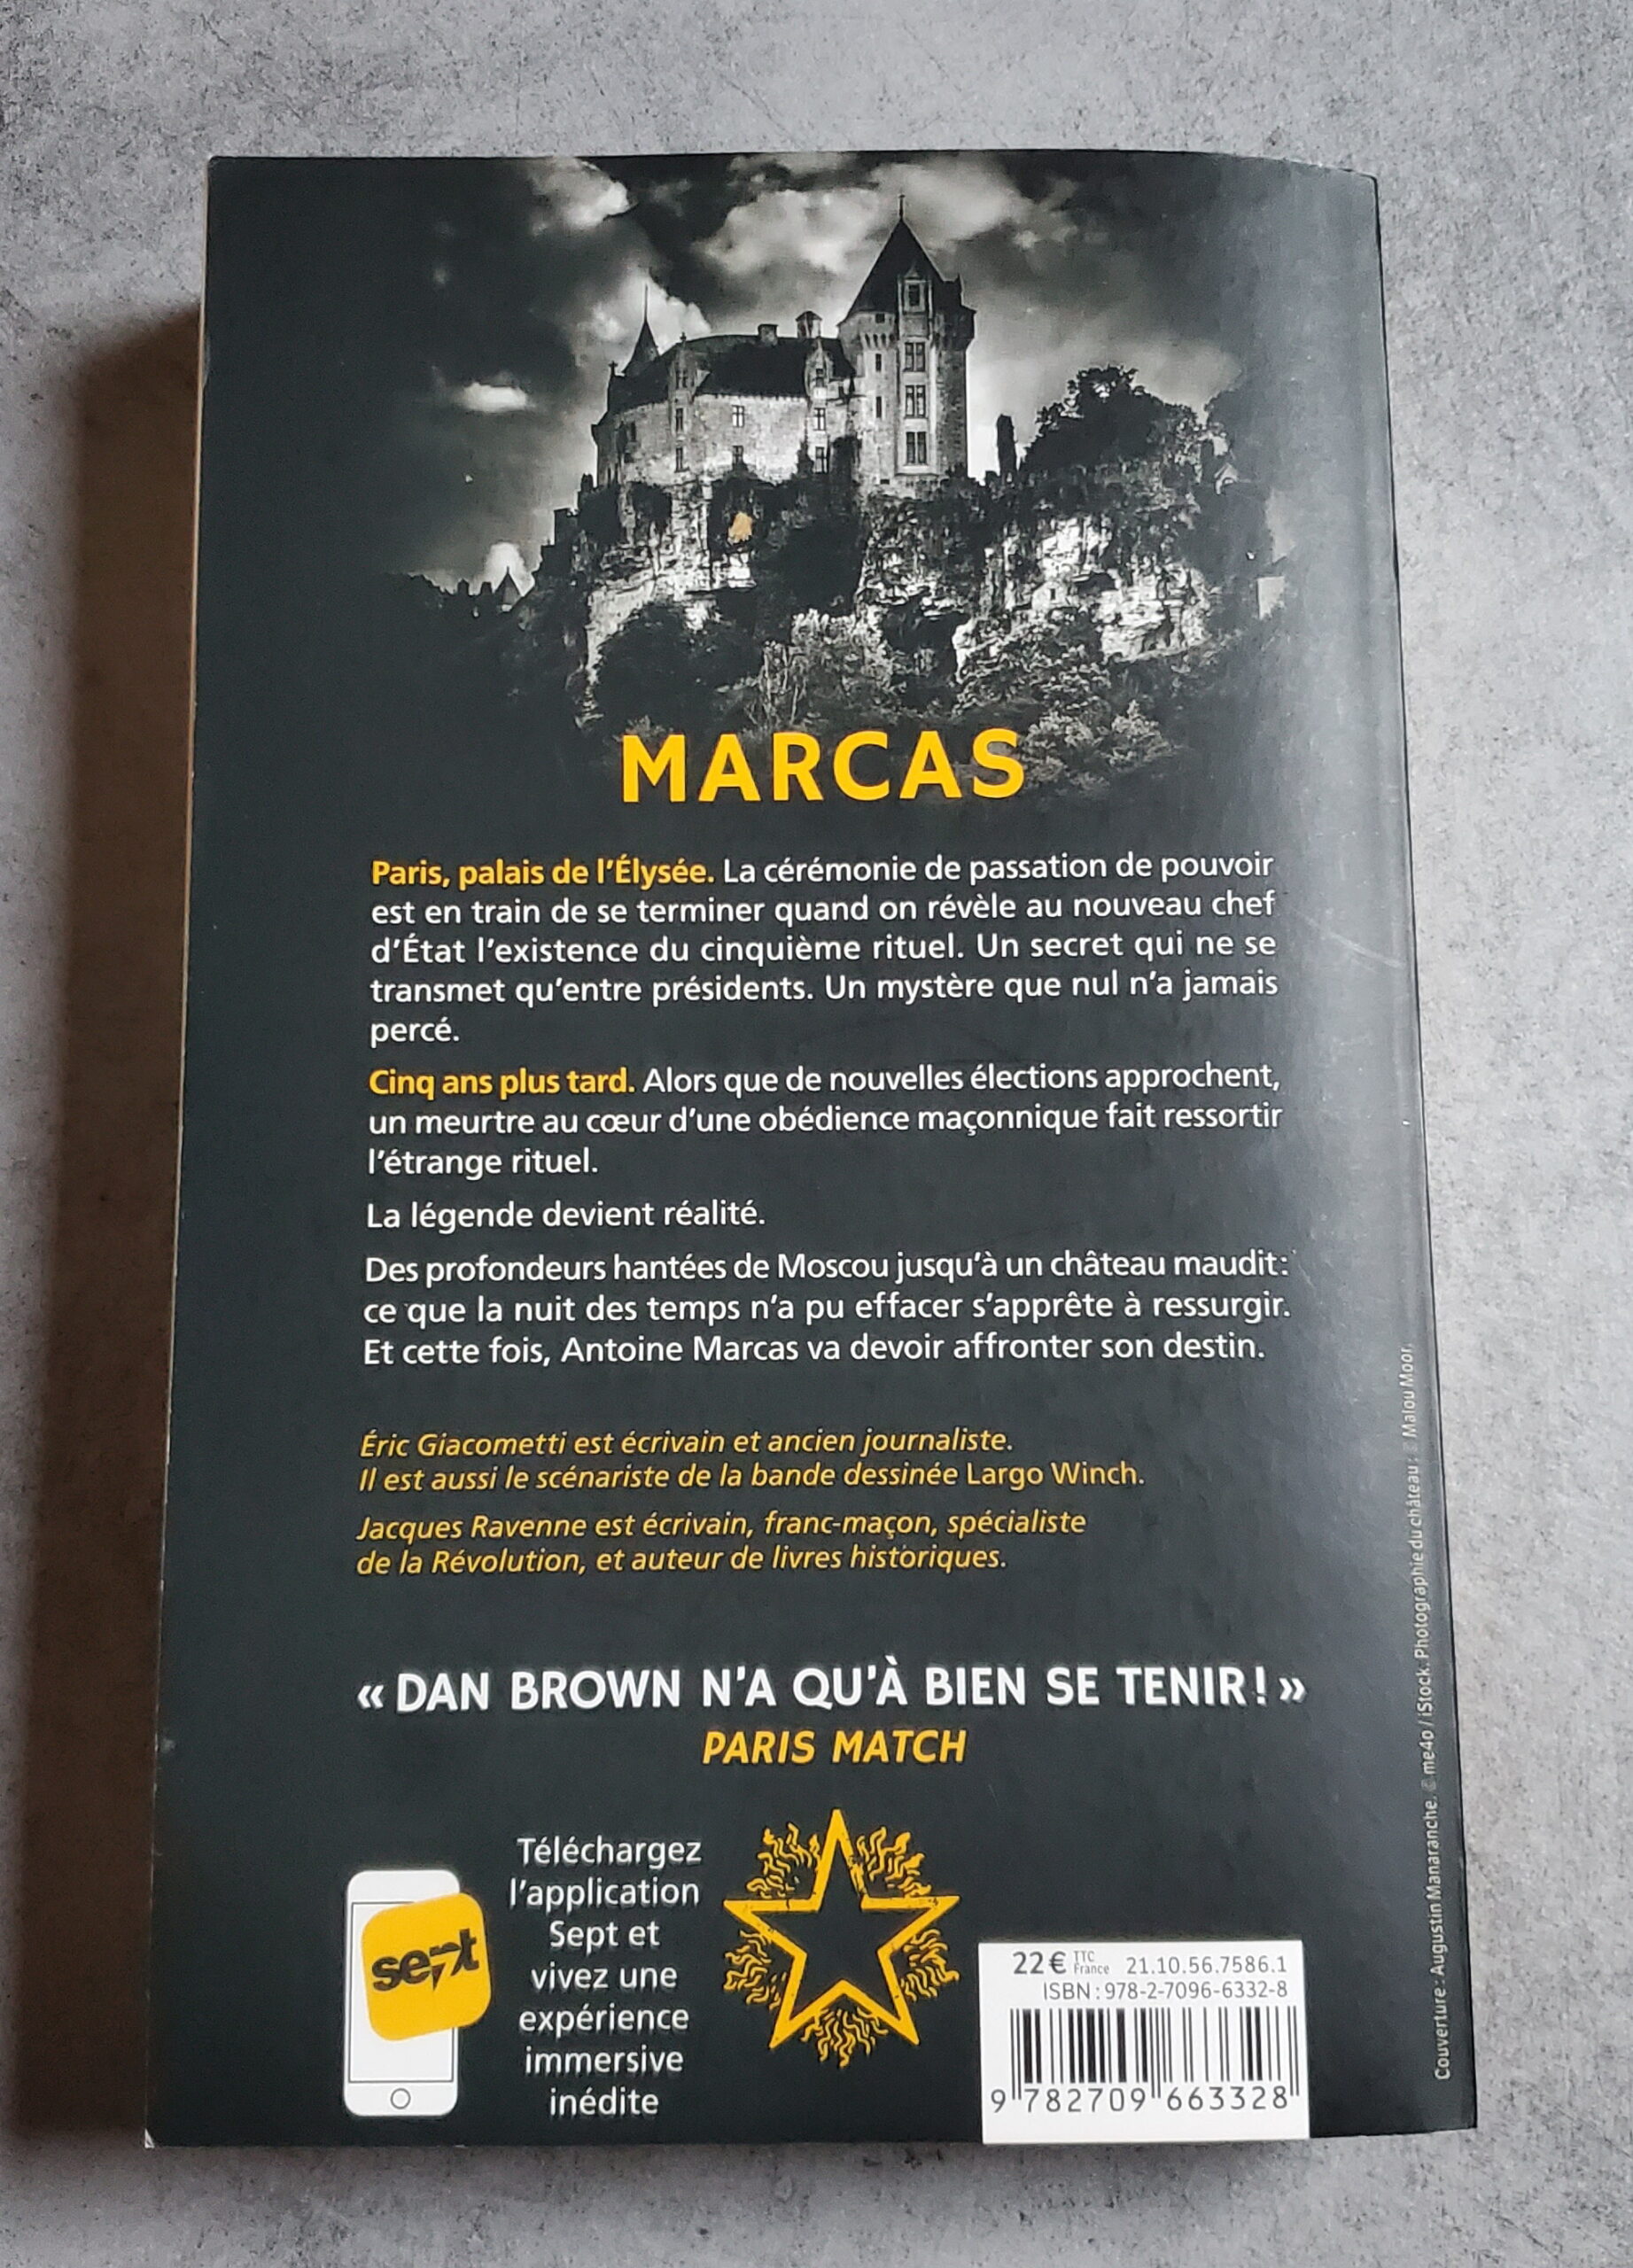 MARCAS
Paris, palais de l'Élysée. La cérémonie de passation de pouvoir
est en train de se terminer quand on révèle au nouveau chef
d'État l'existence du cinquième rituel. Un secret qui ne se
transmet qu'entre présidents. Un mystère que nul n'a jamais
percé.
Cinq ans plus tard. Alors que de nouvelles élections approchent,
un meurtre au cœur d'une obédience maçonnique fait ressortir
l'étrange rituel.
La légende devient réalité.
Des profondeurs hantées de Moscou jusqu'à un château maudit:
ce que la nuit des temps n'a pu effacer s'apprête à ressurgir.
Et cette fois, Antoine Marcas va devoir affronter son destin.
Éric Giacometti est écrivain et ancien journaliste.
Il est aussi le scénariste de la bande dessinée Largo Winch.
Jacques Ravenne est écrivain, franc-maçon, spécialiste
de la Révolution, et auteur de livres historiques.
« DAN BROWN N'A QU'À BIEN SE TENIR! »
PARIS MATCH
Téléchargez
l'application
Sept et
vivez une
expérience
immersive
inédite
sept
22 € TTC France 21.10.56.7586.1
ISBN : 978-2-7096-6332-8
9 782709 663328
Couverture : Augustin Manaranche. © me4o / iStock. Photographie du château : © Malou Moor.